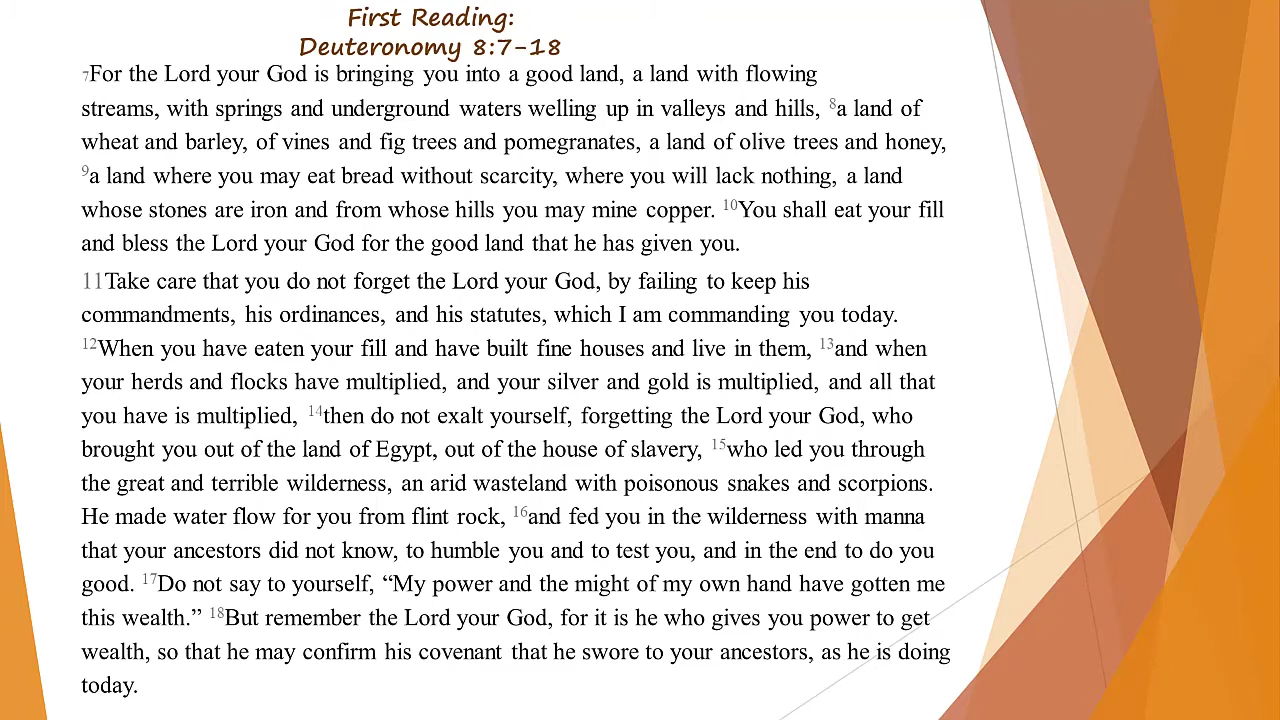 First Reading:
Deuteronomy 8:7-18
7For the Lord your God is bringing you into a good land, a land with flowing
streams, with springs and underground waters welling up in valleys and hills, 8a land of
wheat and barley, of vines and fig trees and pomegranates, a land of olive trees and honey,
9a land where you may eat bread without scarcity, where you will lack nothing, a land
whose stones are iron and from whose hills you may mine copper. 10You shall eat your fill
and bless the Lord your God for the good land that he has given you.
11Take care that you do not forget the Lord your God, by failing to keep his
commandments, his ordinances, and his statutes, which I am commanding you today.
12When you have eaten your fill and have built fine houses and live in them, 13and when
your herds and flocks have multiplied, and your silver and gold is multiplied, and all that
you have is multiplied, 14then do not exalt yourself, forgetting the Lord your God, who
brought you out of the land of Egypt, out of the house of slavery, 15who led you through
the great and terrible wilderness, an arid wasteland with poisonous snakes and scorpions.
He made water flow for you from flint rock, 16and fed you in the wilderness with manna
that your ancestors did not know, to humble you and to test you, and in the end to do you
good. 17Do not say to yourself, “My power and the might of my own hand have gotten me
this wealth.” 18But remember the Lord your God, for it is he who gives you power to get
wealth, so that he may confirm his covenant that he swore to your ancestors, as he is doing
today.